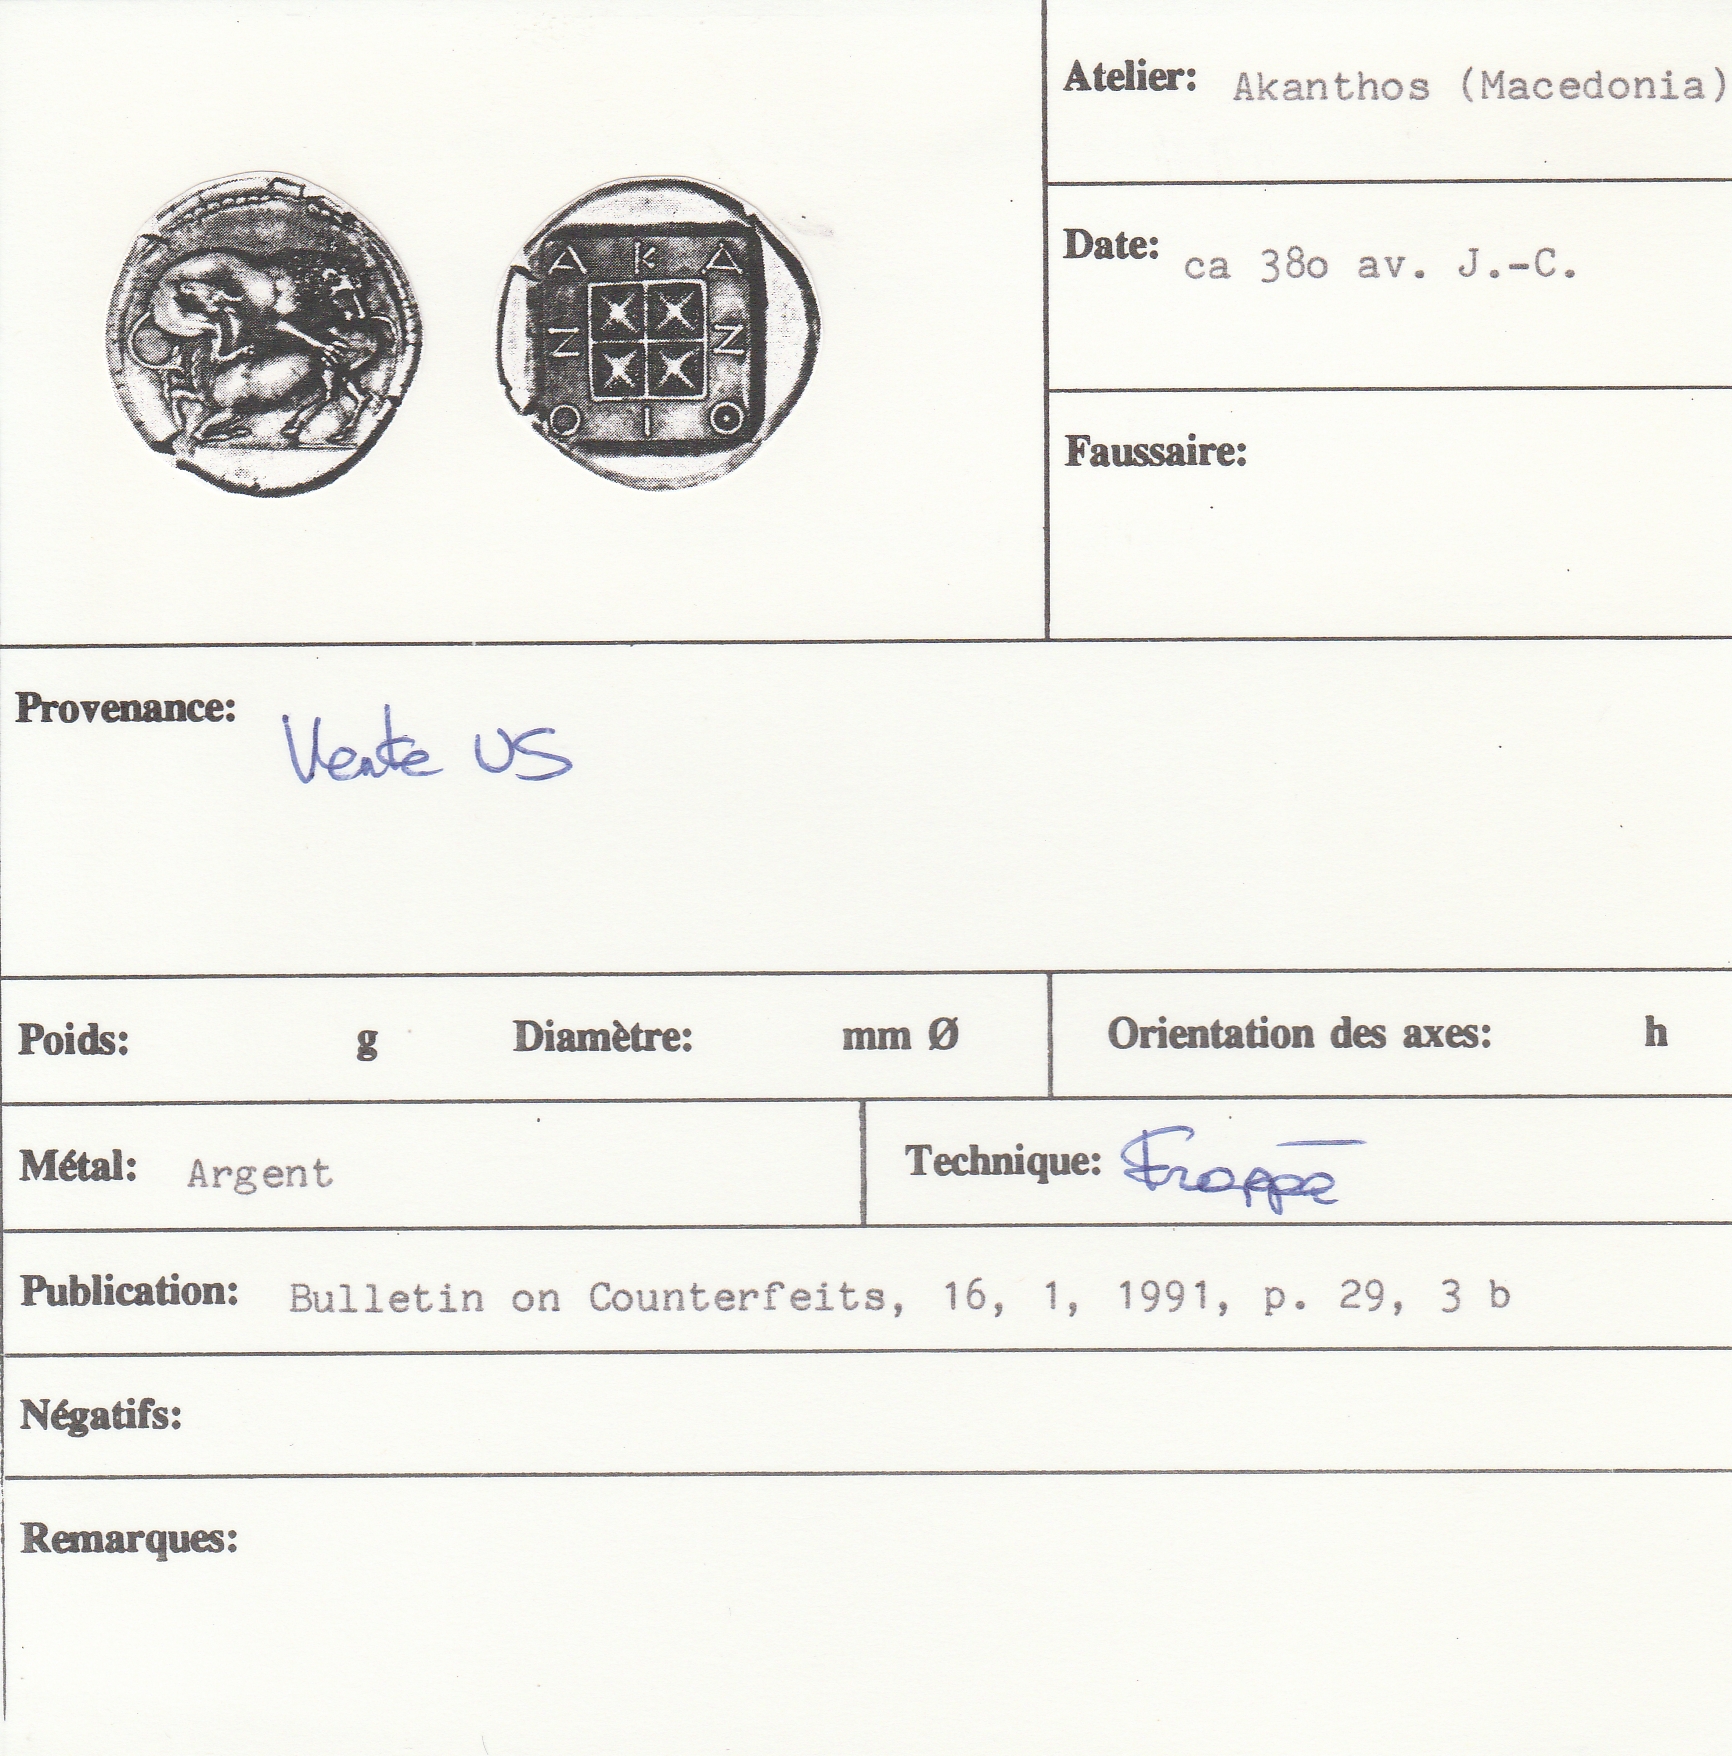 Α Κ Α
Ν Ν
Ο Ι Θ
Atelier: Akanthos (Macedonia)
Date: ca 38o av. J.-C.
Faussaire:
Provenance: Vente US
Poids: g Diamètre: mm Ø Orientation des axes: h
Métal: Argent Technique: Frappé
Publication: Bulletin on Counterfeits, 16, 1, 1991, p. 29, 3 b
Négatifs:
Remarques: